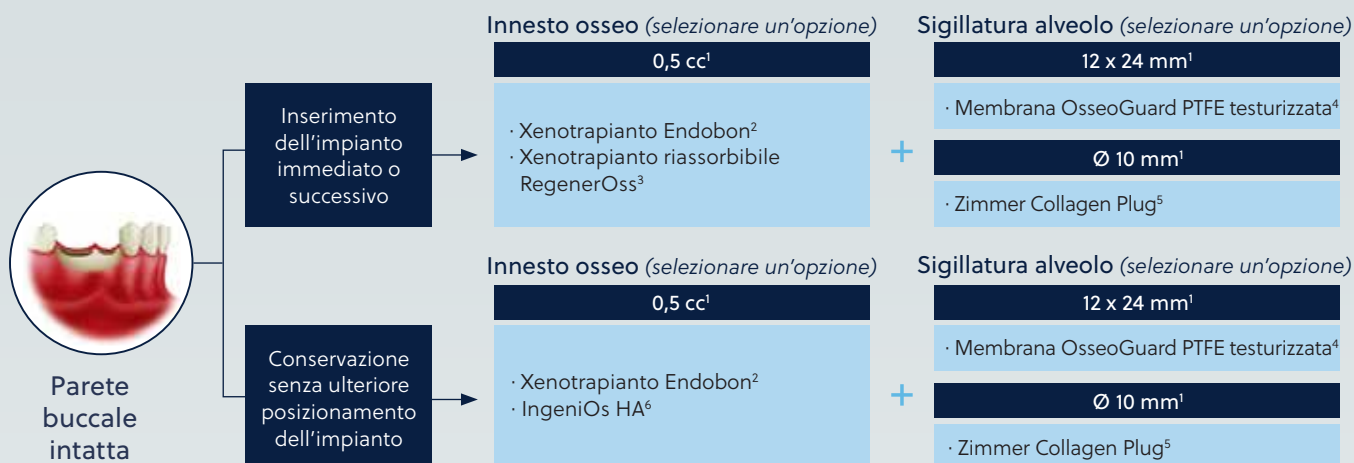 Innesto osseo (selezionare un'opzione)
Sigillatura alveolo (selezionare un'opzione)
0,5 cc¹
12 x 24 mm¹
Inserimento
dell'impianto
immediato o
successivo
· Xenotrapianto Endobon²
· Xenotrapianto riassorbibile
RegenerOss³
+
· Membrana OsseoGuard PTFE testurizzata⁴
Ø 10 mm¹
· Zimmer Collagen Plug⁵
Parete
buccale
intatta
Innesto osseo (selezionare un'opzione)
Sigillatura alveolo (selezionare un'opzione)
0,5 cc¹
12 x 24 mm¹
Conservazione
senza ulteriore
posizionamento
dell'impianto
· Xenotrapianto Endobon²
· IngeniOs HA⁶
+
· Membrana OsseoGuard PTFE testurizzata⁴
Ø 10 mm¹
· Zimmer Collagen Plug⁵